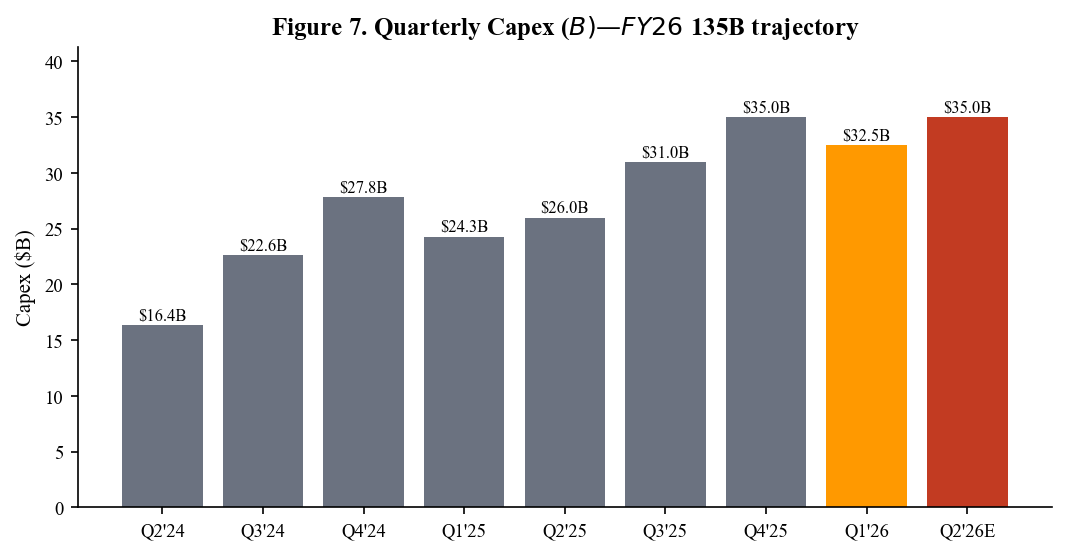 Figure 7. Quarterly Capex (B)—FY26 135B trajectory
Capex ($B)
40
35
30
25
20
15
10
5
0
$16.4B
$22.6B
$27.8B
$24.3B
$26.0B
$31.0B
$35.0B
$32.5B
$35.0B
Q2'24
Q3'24
Q4'24
Q1'25
Q2'25
Q3'25
Q4'25
Q1'26
Q2'26E